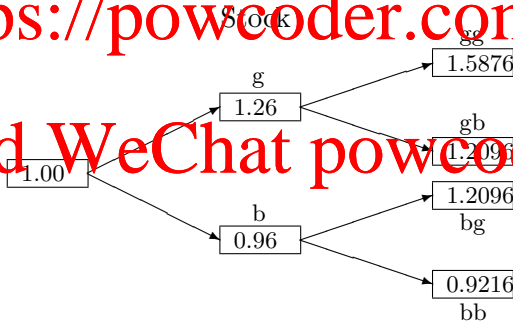 ps://powcoder.com
Stock
gg
1.5876
g
1.26
gb
d WeChat powco
1.2096
1.00
1.2096
b
bg
0.96
0.9216
bb